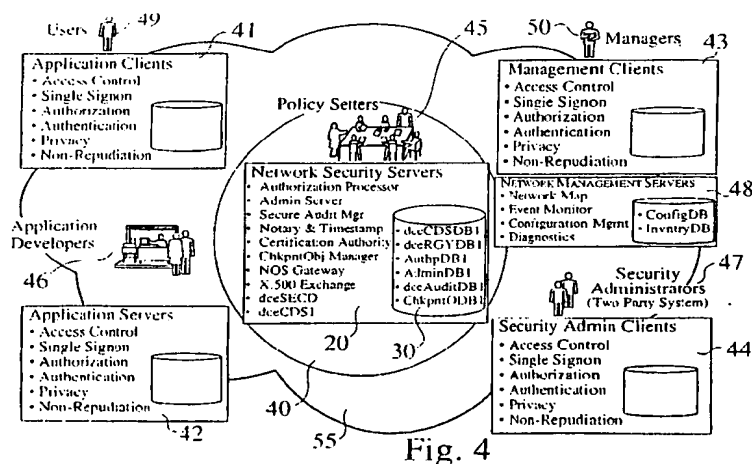 Users
49
41
Application Clients
• Access Control
• Single Signon
• Authorization
• Authentication
• Privacy
• Non-Repudiation
45
Policy Setters
50
Managers
43
Management Clients
• Access Control
• Single Signon
• Authorization
• Authentication
• Privacy
• Non-Repudiation
Network Security Servers
• Authorization Processor
• Admin Server
• Secure Audit Mgr
• Notary & Timestamp
• Certification Authority
• ChkpntObj Manager
• NOS Gateway
• X.500 Exchange
• dceSECD
• dceCDS1
20
• dceCDSDB1
• dceRGYDB1
• AuthpDB1
• AdminDB1
• dceAuditDB1
• ChkpntODB1
30
NETWORK MANAGEMENT SERVERS
• Network Map
• Event Monitor
• Configuration Mgmt
• Diagnostics
• ConfigDB
• InvntryDB
48
Application
Developers
46
47
Security
Administrators
(Two Party System)
Application Servers
• Access Control
• Single Signon
• Authorization
• Authentication
• Privacy
• Non-Repudiation
42
Security Admin Clients
• Access Control
• Single Signon
• Authorization
• Authentication
• Privacy
• Non-Repudiation
44
40
55
Fig. 4